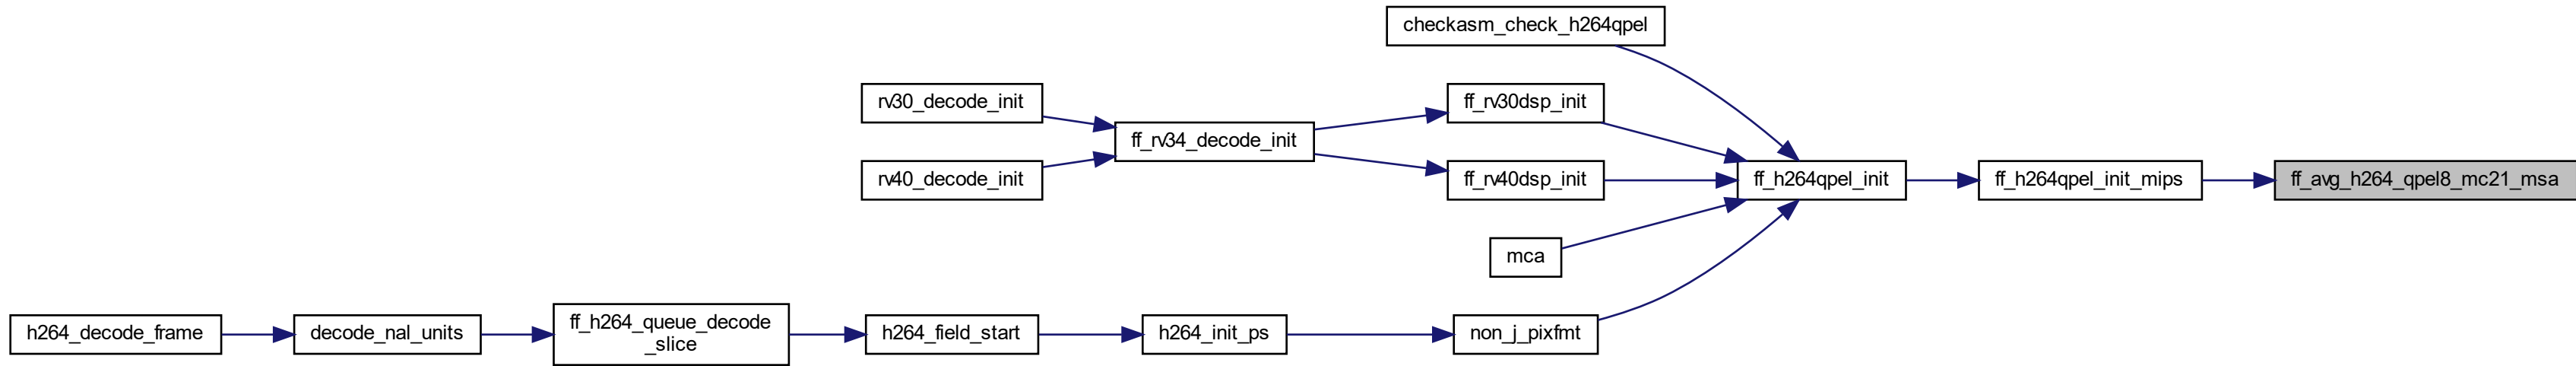 checkasm_check_h264qpel
rv30_decode_init
ff_rv30dsp_init
ff_rv34_decode_init
rv40_decode_init
ff_rv40dsp_init
ff_h264qpel_init
ff_h264qpel_init_mips
ff_avg_h264_qpel8_mc21_msa
mca
h264_decode_frame
decode_nal_units
ff_h264_queue_decode
_slice
h264_field_start
h264_init_ps
non_j_pixfmt